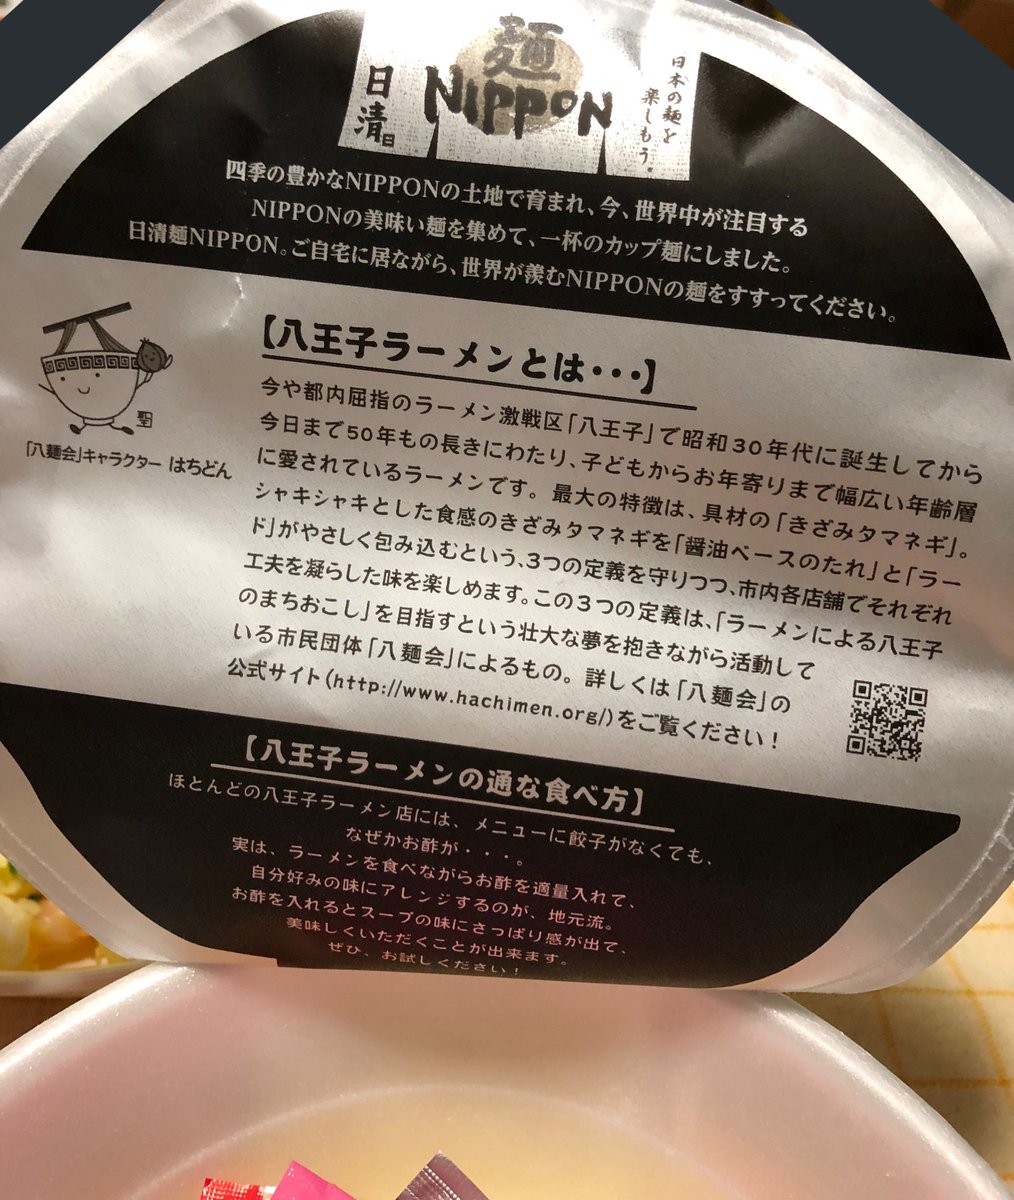 麺
NIPPON
日清
日本の麺を
楽しもう。
四季の豊かなNIPPONの土地で育まれ、今、世界中が注目する
NIPPONの美味い麺を集めて、一杯のカップ麺にしました。
日清麺NIPPON。ご自宅に居ながら、世界が羨むNIPPONの麺をすすってください。
【八王子ラーメンとは・・・】
今や都内屈指のラーメン激戦区「八王子」で昭和30年代に誕生してから
今日まで50年もの長きにわたり、子どもからお年寄りまで幅広い年齢層
に愛されているラーメンです。最大の特徴は、具材の「きざみタマネギ」。
シャキシャキとした食感のきざみタマネギを「醤油ベースのたれ」と「ラー
ド」がやさしく包み込むという、3つの定義を守りつつ、市内各店舗でそれぞれ
工夫を凝らした味を楽しめます。この3つの定義は、「ラーメンによる八王子
のまちおこし」を目指すという壮大な夢を抱きながら活動して
いる市民団体「八麺会」によるもの。詳しくは「八麺会」の
公式サイト(http://www.hachimen.org/)をご覧ください!
「八麺会」キャラクター はちどん
【八王子ラーメンの通な食べ方】
ほとんどの八王子ラーメン店には、メニューに餃子がなくても、
なぜかお酢が・・・。
実は、ラーメンを食べながらお酢を適量入れて、
自分好みの味にアレンジするのが、地元流。
お酢を入れるとスープの味にさっぱり感が出て、
美味しくいただくことが出来ます。
ぜひ、お試しください!